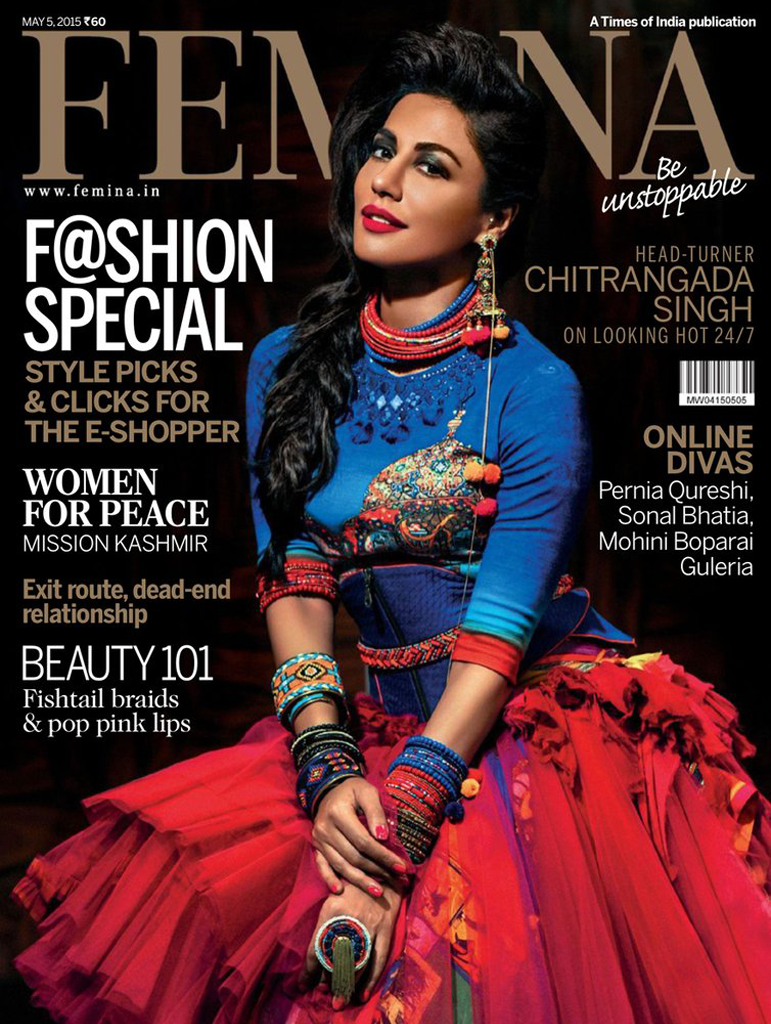 MAY 5, 2015 ₹60
A Times of India publication
FEMINA
www.femina.in
Be
unstoppable
F@SHION
SPECIAL
STYLE PICKS
& CLICKS FOR
THE E-SHOPPER
WOMEN
FOR PEACE
MISSION KASHMIR
Exit route, dead-end
relationship
BEAUTY 101
Fishtail braids
& pop pink lips
HEAD-TURNER
CHITRANGADA
SINGH
ON LOOKING HOT 24/7
MW04150505
ONLINE
DIVAS
Pernia Qureshi,
Sonal Bhatia,
Mohini Boparai
Guleria